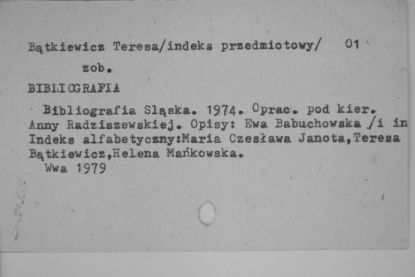 Bątkiewicz Teresa/indeks przedmiotowy/ 01
zob.
BIBLIOGRAFIA
Bibliografia Śląska. 1974. Oprac. pod kier.
Anny Radziszewskiej. Opisy: Ewa Babuchowska /i in
Indeks alfabetyczny:Maria Czesława Janota,Teresa
Bątkiewicz,Helena Mańkowska.
Wwa 1979